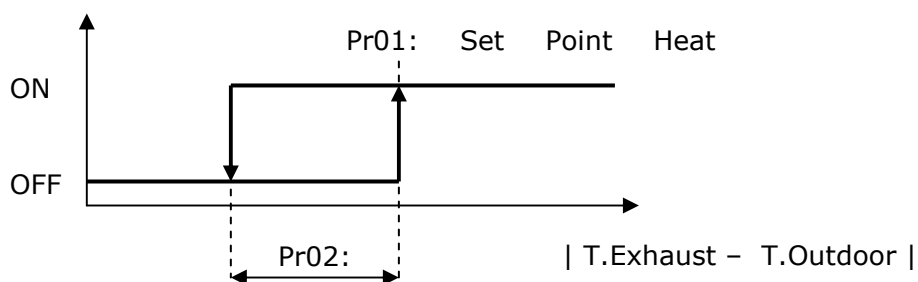 Pr01: Set Point Heat
ON
OFF
Pr02:
| T.Exhaust – T.Outdoor |